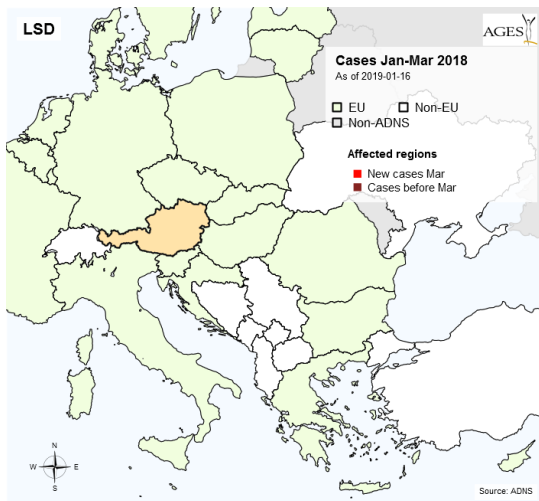 LSD
AGES
Cases Jan-Mar 2018
As of 2019-01-16
EU Non-EU
Non-ADNS
Affected regions
New cases Mar
Cases before Mar
N
W E
S
Source: ADNS